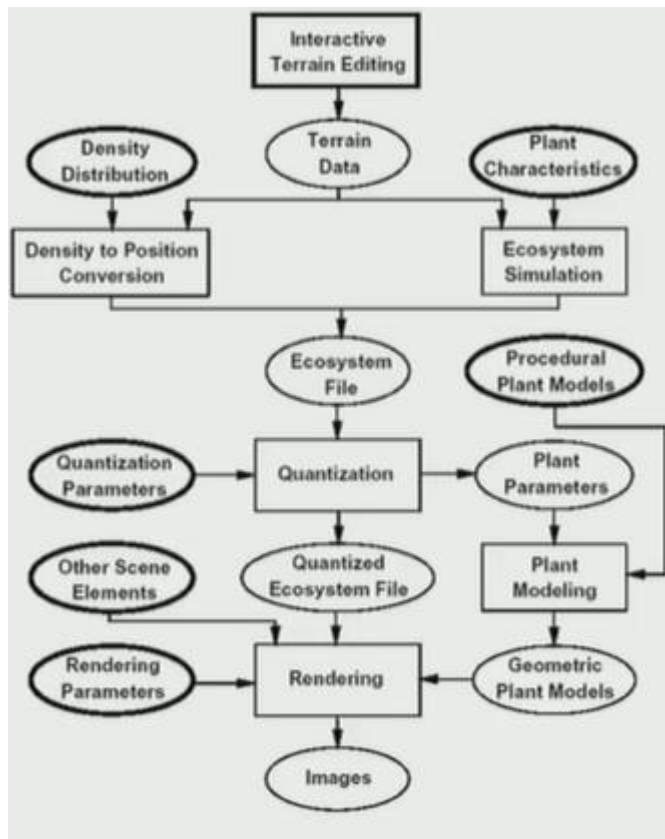 Interactive
Terrain Editing
Density
Distribution
Terrain
Data
Plant
Characteristics
Density to Position
Conversion
Ecosystem
Simulation
Ecosystem
File
Procedural
Plant Models
Quantization
Parameters
Quantization
Plant
Parameters
Other Scene
Elements
Quantized
Ecosystem File
Plant
Modeling
Rendering
Parameters
Rendering
Geometric
Plant Models
Images